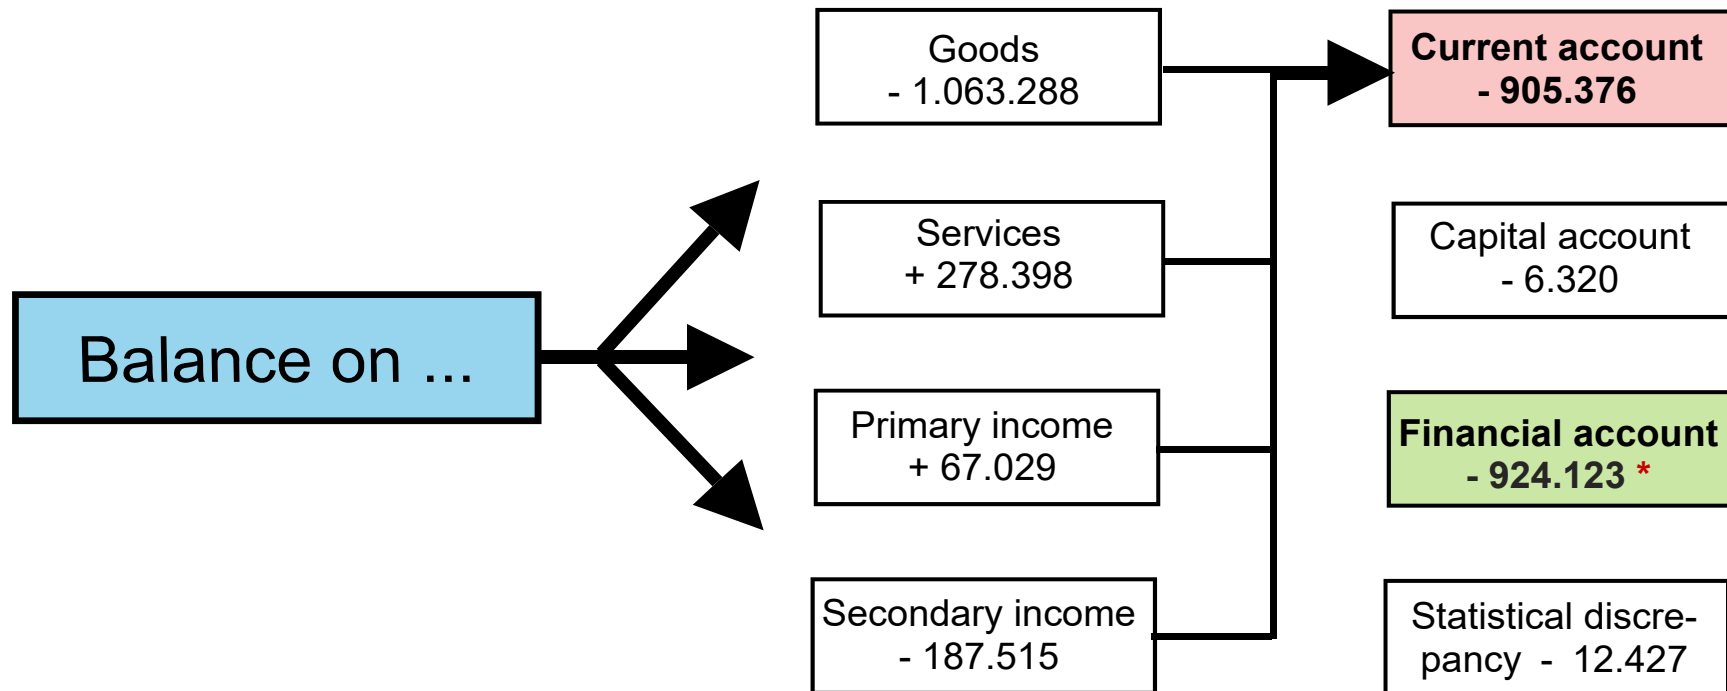 Balance on ...
Goods
- 1.063.288
Services
+ 278.398
Primary income
+ 67.029
Secondary income
- 187.515
Current account
- 905.376
Capital account
- 6.320
Financial account
- 924.123 *
Statistical discre-
pancy - 12.427